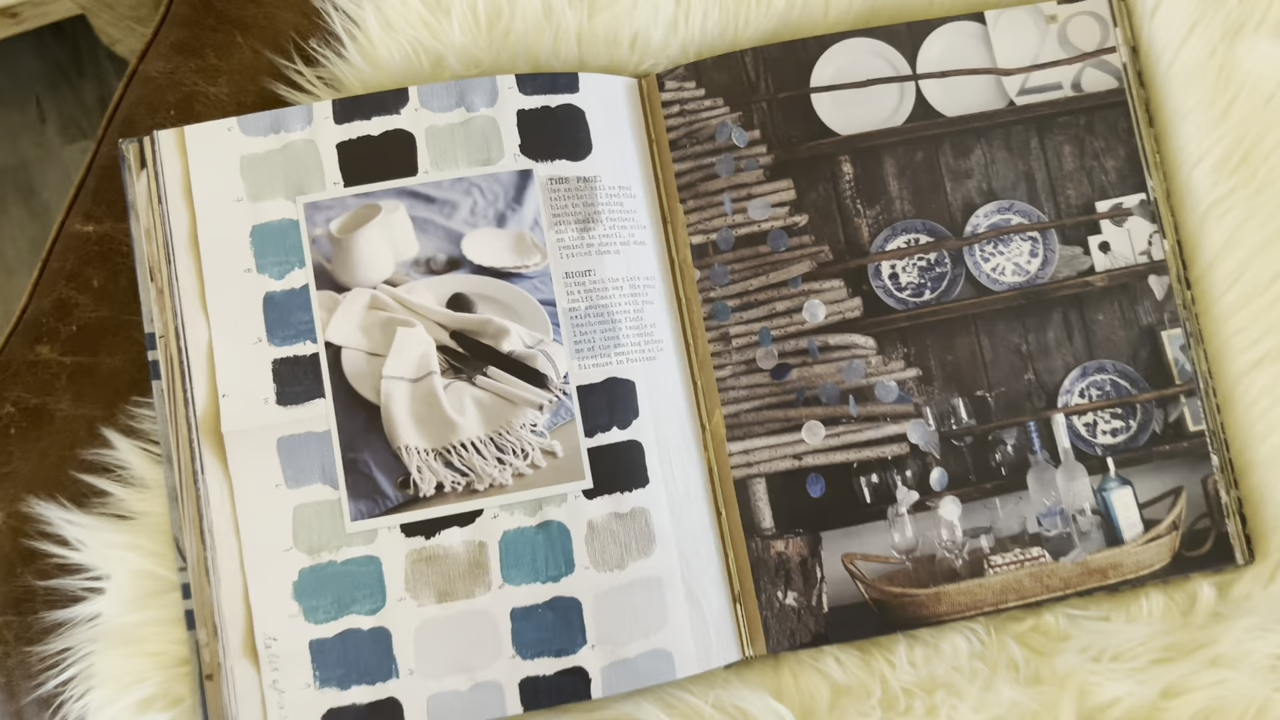 [THIS PAGE]
Use an old sail as your
tablecloth (I dyed this
blue in the washing
machine), and decorate
with shells, feathers,
and stones. I often write
on them in pencil, to
remind me where and when
I picked them up
[RIGHT]
Bring back the plate rack
in a modern way. Mix your
Amalfi Coast ceramics
and souvenirs with your
existing pieces and
beachcombing finds.
I have used a tangle of
metal vines to remind
me of the amazing indoor
creeping monsters at Le
Sirenuse in Positano